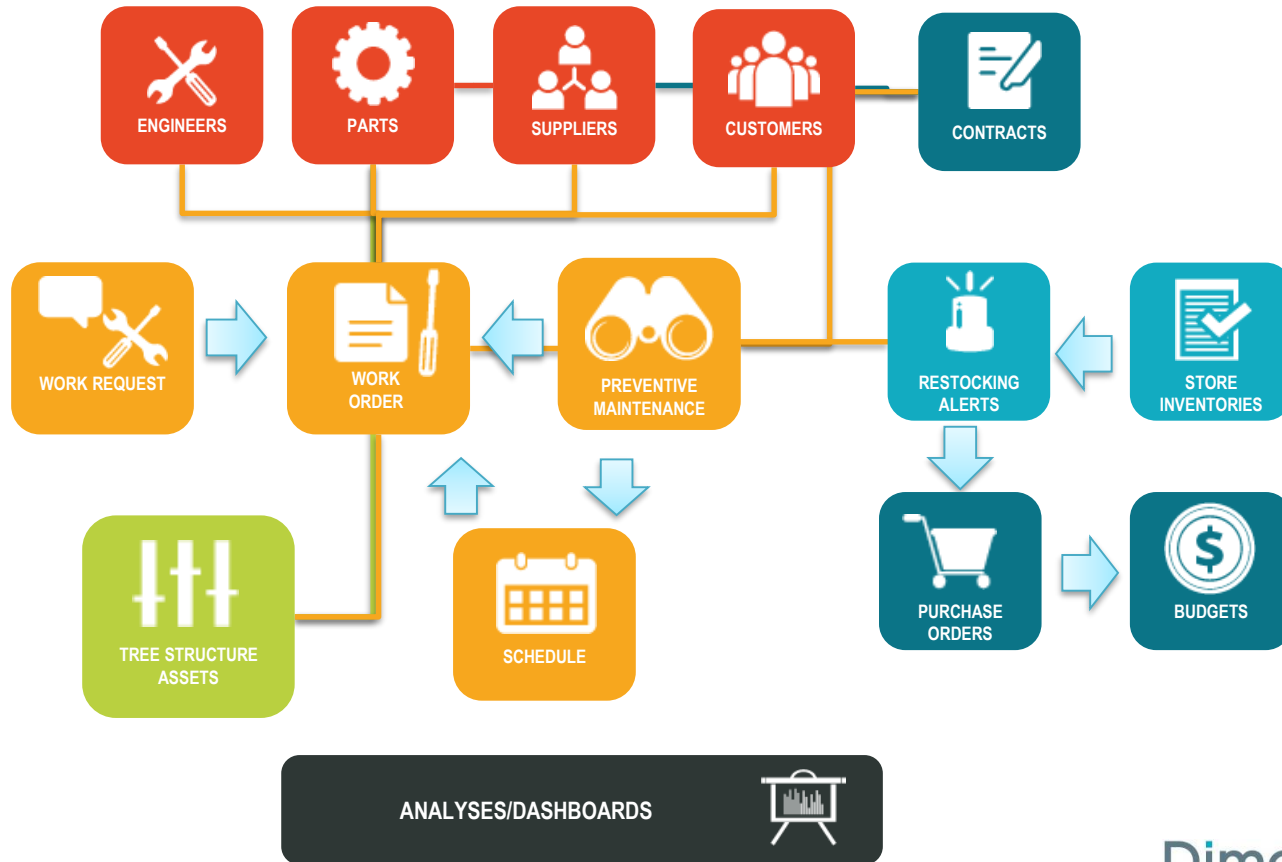 ENGINEERS
PARTS
SUPPLIERS
CUSTOMERS
CONTRACTS
WORK REQUEST
WORK
ORDER
PREVENTIVE
MAINTENANCE
RESTOCKING
ALERTS
STORE
INVENTORIES
TREE STRUCTURE
ASSETS
SCHEDULE
PURCHASE
ORDERS
$
BUDGETS
ANALYSES/DASHBOARDS